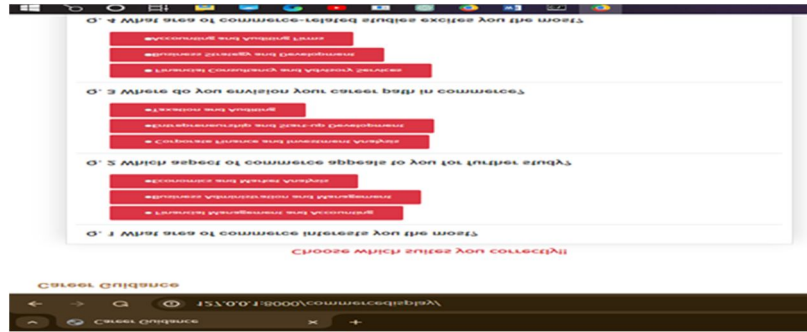 Career Guidance
127.0.0.1:8000/commercedisplay/
Career Guidance
Choose which suites you correctly!!
Q. 1 What area of commerce interests you the most?
• Financial Management and Accounting
•Business Administration and Management
•Economics and Market Analysis
Q. 2 Which aspect of commerce appeals to you for further study?
• Corporate Finance and Investment Analysis
•Entrepreneurship and Start-up Development
•Taxation and Auditing
Q. 3 Where do you envision your career path in commerce?
• Financial Consultancy and Advisory Services
•Business Strategy and Development
•Accounting and Auditing Firms
Q. 4 What area of commerce-related studies excites you the most?